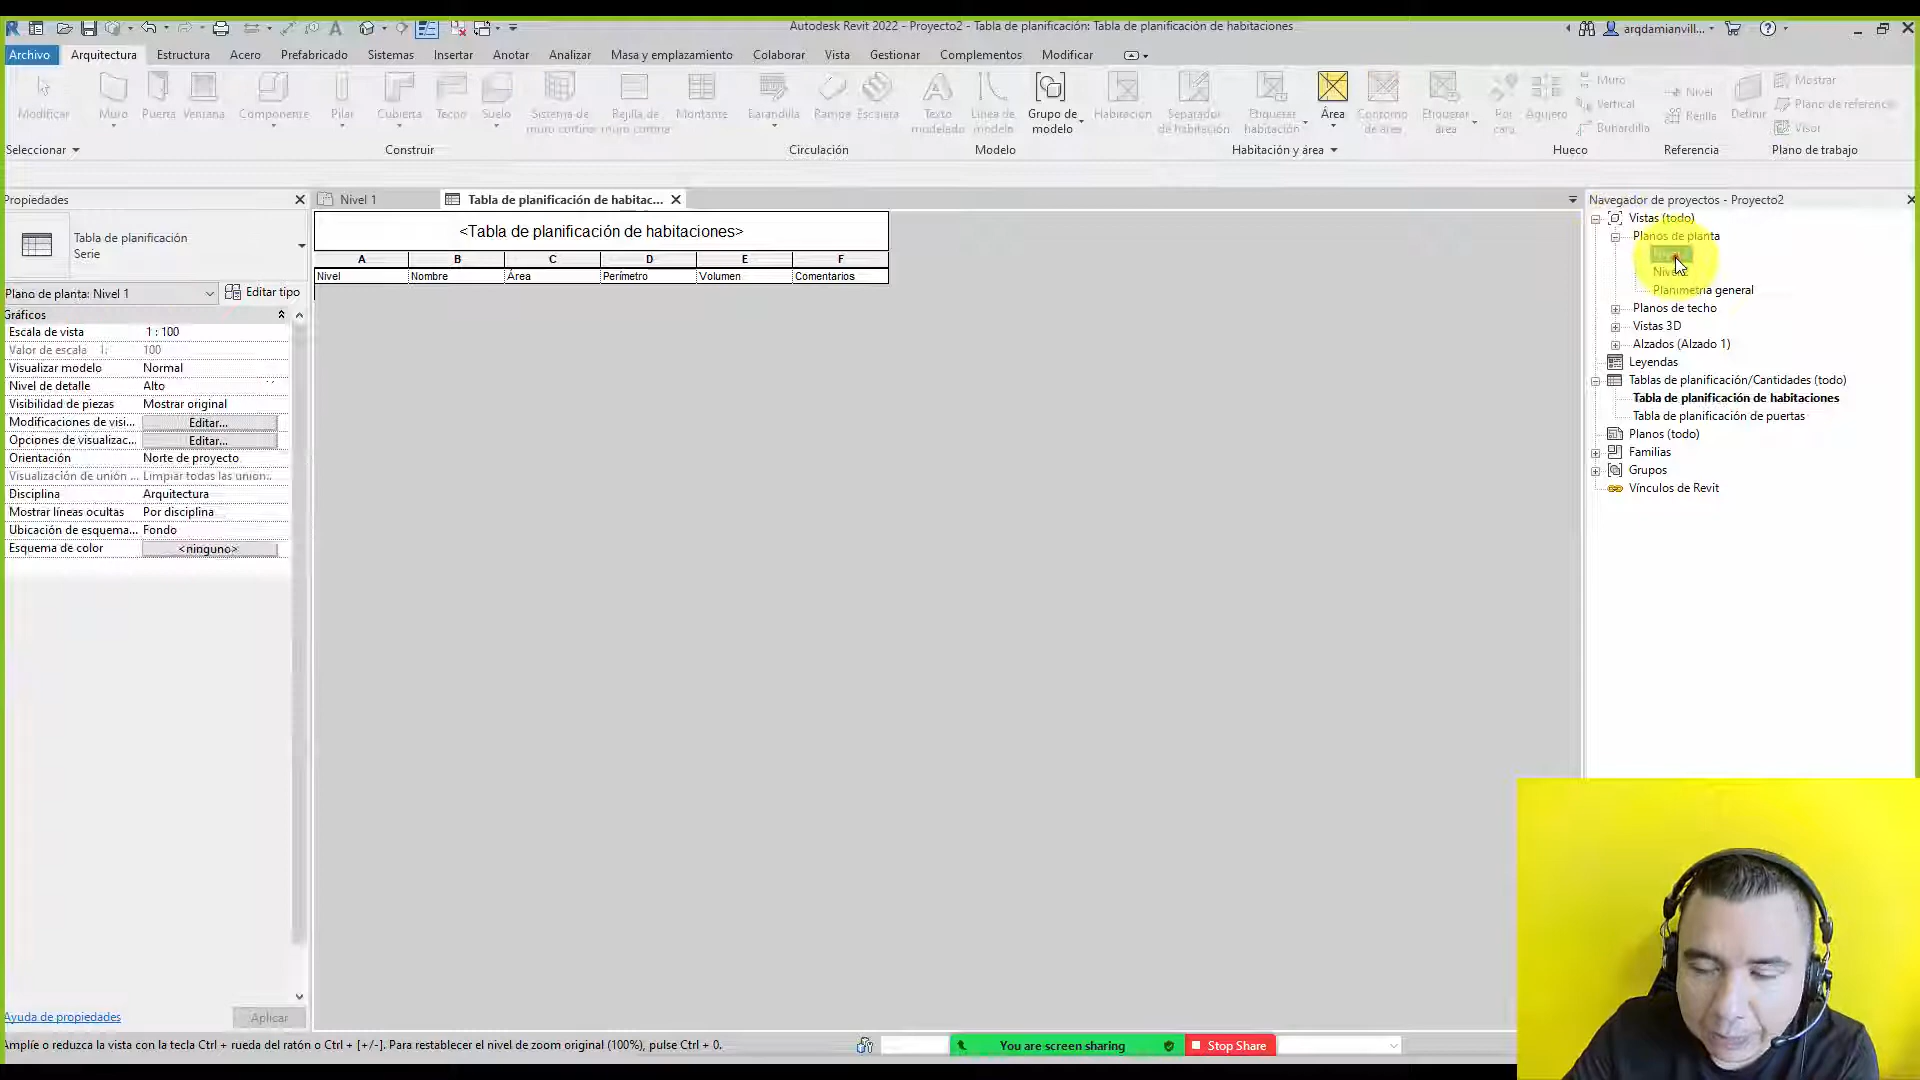 Autodesk Revit 2022 - Proyecto2 - Tabla de planificación: Tabla de planificación de habitaciones
arqdamianvill...
Archivo Arquitectura Estructura Acero Prefabricado Sistemas Insertar Anotar Analizar Masa y emplazamiento Colaborar Vista Gestionar Complementos Modificar
Modificar
Muro
Puerta
Ventana
Componente
Pilar
Cubierta
Techo
Suelo
Sistema de
muro cortina
Rejilla de
muro cortina
Montante
Barandilla
Rampa
Escalera
Texto
modelado
Línea de
modelo
Grupo de
modelo
Habitación
Separador
de habitación
Etiquetar
habitación
Área
Contorno
de área
Etiquetar
área
Por
cara
Agujero
Muro
Vertical
Buhardilla
Nivel
Rejilla
Definir
Mostrar
Plano de referencia
Visor
Seleccionar Construir Circulación Modelo Habitación y área Hueco Referencia Plano de trabajo
Propiedades
Tabla de planificación
Serie
Plano de planta: Nivel 1 Editar tipo
Gráficos
Escala de vista 1 : 100
Valor de escala 1: 100
Visualizar modelo Normal
Nivel de detalle Alto
Visibilidad de piezas Mostrar original
Modificaciones de visi... Editar...
Opciones de visualizac... Editar...
Orientación Norte de proyecto
Visualización de unión ... Limpiar todas las union..
Disciplina Arquitectura
Mostrar líneas ocultas Por disciplina
Ubicación de esquema... Fondo
Esquema de color <ninguno>
Ayuda de propiedades Aplicar
Nivel 1 Tabla de planificación de habitac...
<Tabla de planificación de habitaciones>
A B C D E F
Nivel Nombre Área Perímetro Volumen Comentarios
Navegador de proyectos - Proyecto2
Vistas (todo)
Planos de planta
Planimetría general
Planos de techo
Vistas 3D
Alzados (Alzado 1)
Leyendas
Tablas de planificación/Cantidades (todo)
Tabla de planificación de habitaciones
Tabla de planificación de puertas
Planos (todo)
Familias
Grupos
Vínculos de Revit
Amplíe o reduzca la vista con la tecla Ctrl + rueda del ratón o Ctrl + [+/-]. Para restablecer el nivel de zoom original (100%), pulse Ctrl + 0.
You are screen sharing Stop Share